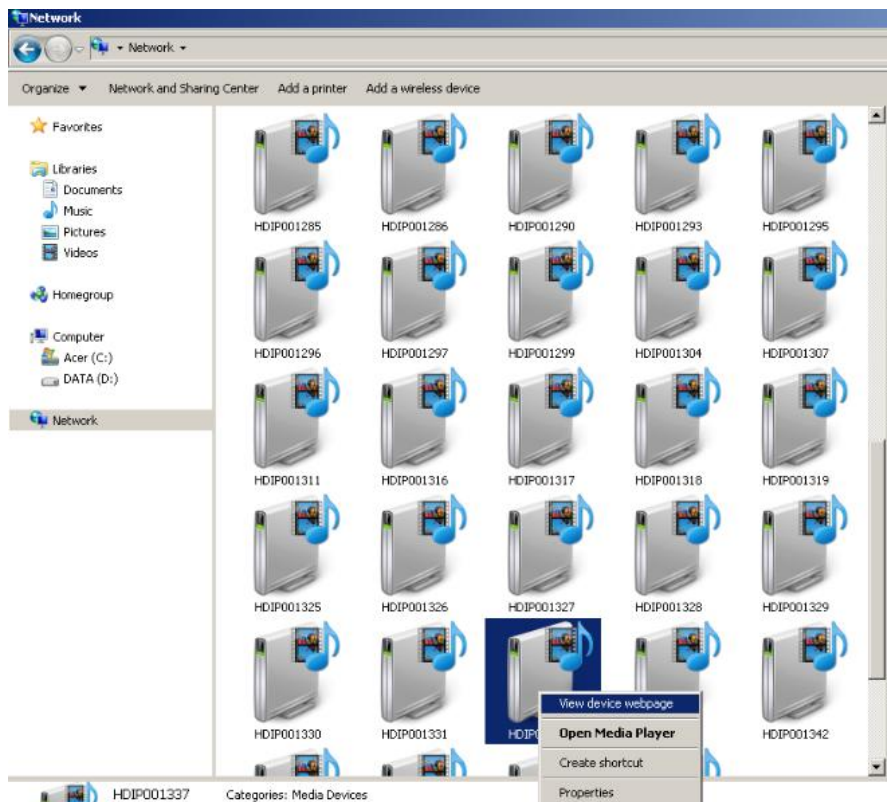 Network
Network
Organize Network and Sharing Center Add a printer Add a wireless device
Favorites
Libraries
Documents
Music
Pictures
Videos
Homegroup
Computer
Acer (C:)
DATA (D:)
Network
HDIP001285 HDIP001286 HDIP001290 HDIP001293 HDIP001295
HDIP001296 HDIP001297 HDIP001299 HDIP001304 HDIP001307
HDIP001311 HDIP001316 HDIP001317 HDIP001318 HDIP001319
HDIP001325 HDIP001326 HDIP001327 HDIP001328 HDIP001329
HDIP001330 HDIP001331 HDIP0 HDIP001342
View device webpage
Open Media Player
Create shortcut
Properties
HDIP001337 Categories: Media Devices